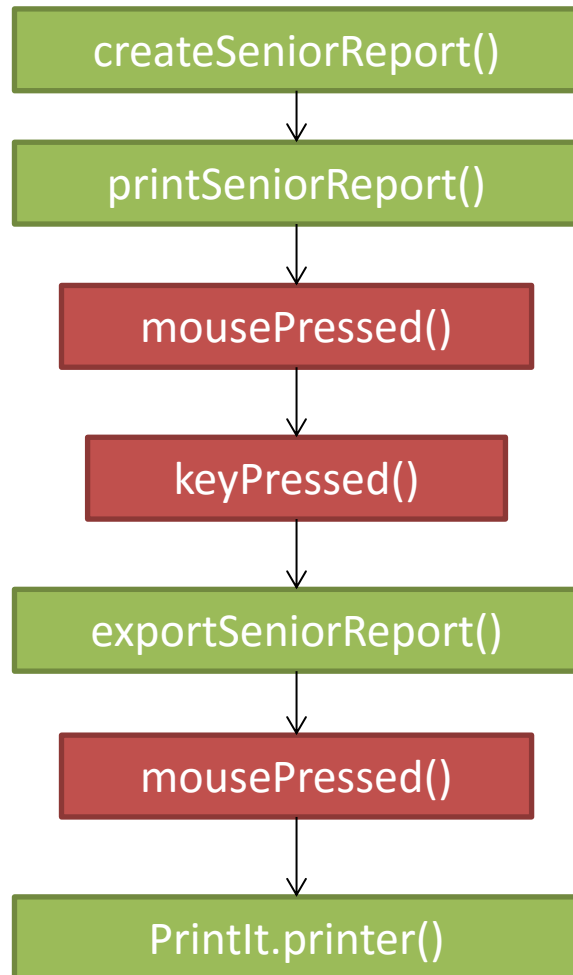 createSeniorReport()
printSeniorReport()
mousePressed()
keyPressed()
exportSeniorReport()
mousePressed()
PrintIt.printer()